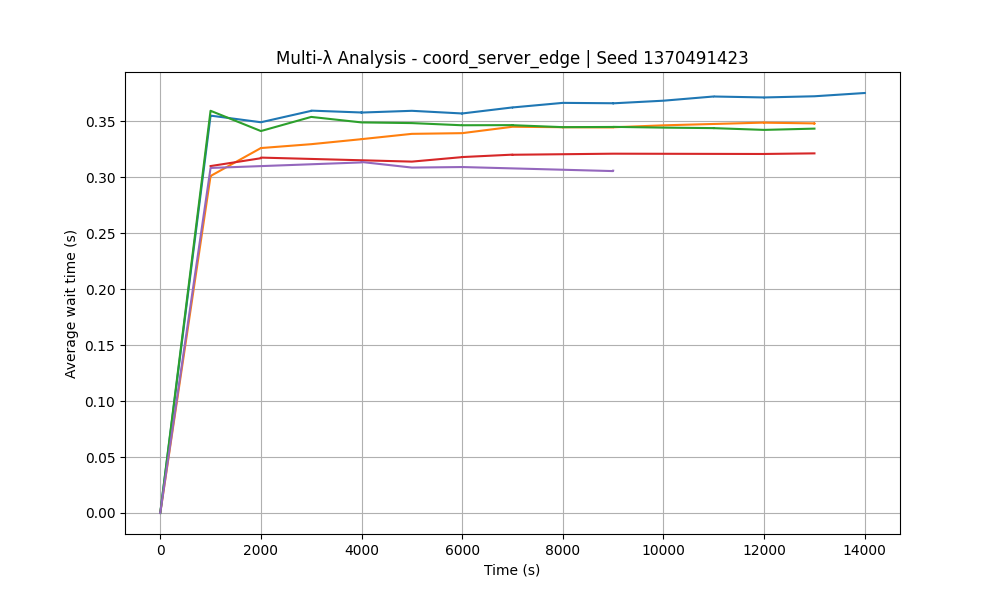 Multi-λ Analysis - coord_server_edge | Seed 1370491423
Average wait time (s)
0.35
0.30
0.25
0.20
0.15
0.10
0.05
0.00
0 2000 4000 6000 8000 10000 12000 14000
Time (s)